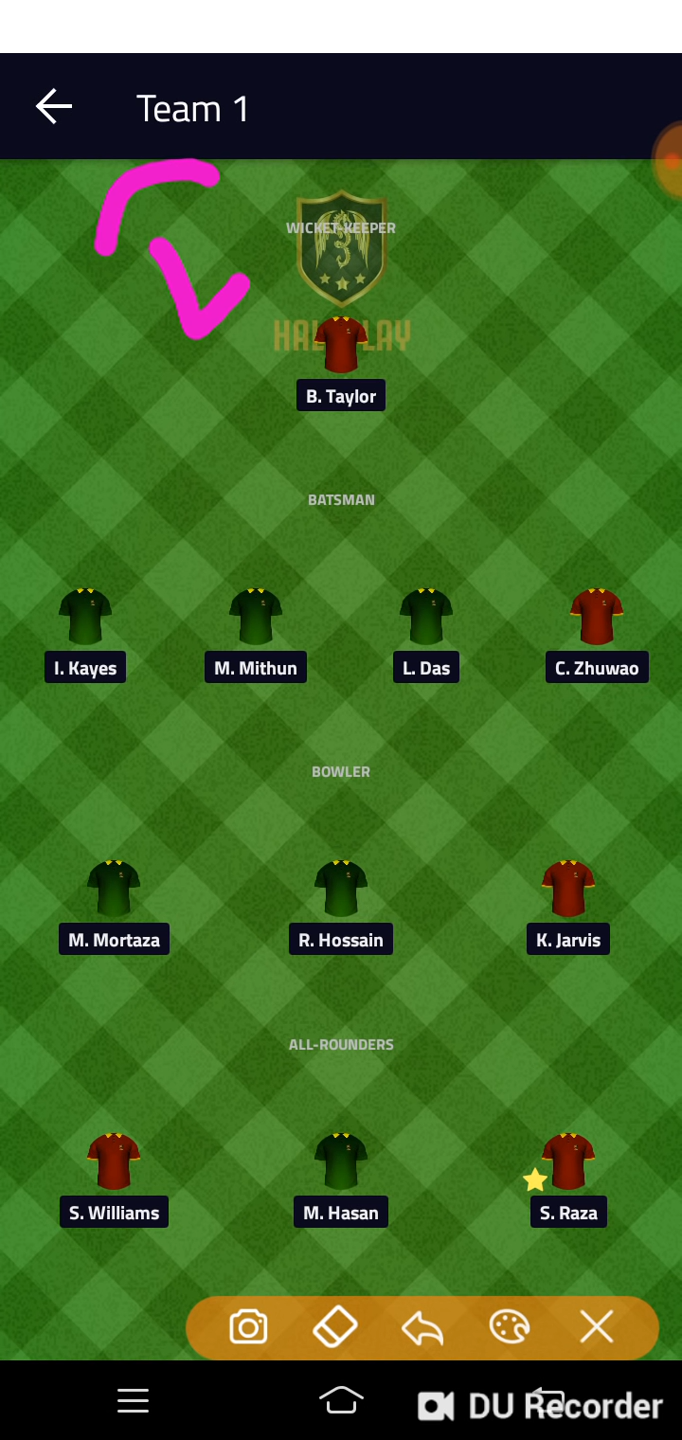 Team 1
WICKET-KEEPER
B. Taylor
BATSMAN
I. Kayes
M. Mithun
L. Das
C. Zhuwao
BOWLER
M. Mortaza
R. Hossain
K. Jarvis
ALL-ROUNDERS
S. Williams
M. Hasan
S. Raza
DU Recorder